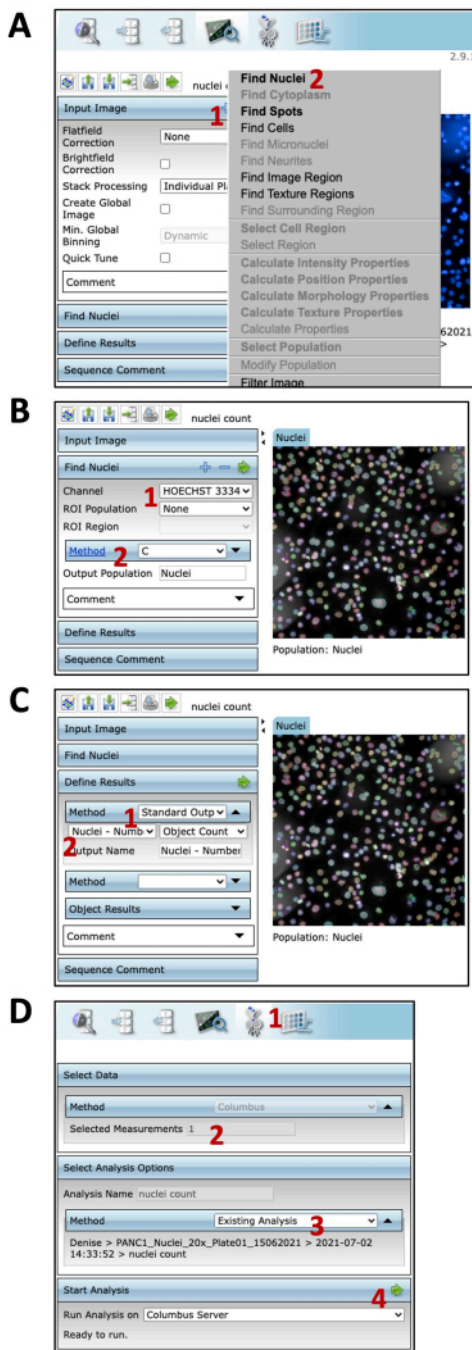 A
2.9.
nuclei c
Input Image
1
Flatfield Correction
None
Brightfield Correction
Stack Processing
Individual Pla
Create Global Image
Min. Global Binning
Dynamic
Quick Tune
Comment
Find Nuclei
Define Results
Sequence Comment
Find Nuclei 2
Find Cytoplasm
Find Spots
Find Cells
Find Micronuclei
Find Neurites
Find Image Region
Find Texture Regions
Find Surrounding Region
Select Cell Region
Select Region
Calculate Intensity Properties
Calculate Position Properties
Calculate Morphology Properties
Calculate Texture Properties
Calculate Properties
Select Population
Modify Population
Filter Image
062021
>
B
nuclei count
Input Image
Find Nuclei
Channel
1
HOECHST 3334
ROI Population
None
ROI Region
Method
2
C
Output Population
Nuclei
Comment
Define Results
Sequence Comment
Nuclei
Population: Nuclei
C
nuclei count
Input Image
Find Nuclei
Define Results
Method
1
Standard Outp
Nuclei - Numb
Object Count
2
Output Name
Nuclei - Number
Method
Object Results
Comment
Sequence Comment
Nuclei
Population: Nuclei
D
1
Select Data
Method
Columbus
Selected Measurements 1
2
Select Analysis Options
Analysis Name nuclei count
Method
Existing Analysis
3
Denise > PANC1_Nuclei_20x_Plate01_15062021 > 2021-07-02
14:33:52 > nuclei count
Start Analysis
4
Run Analysis on Columbus Server
Ready to run.